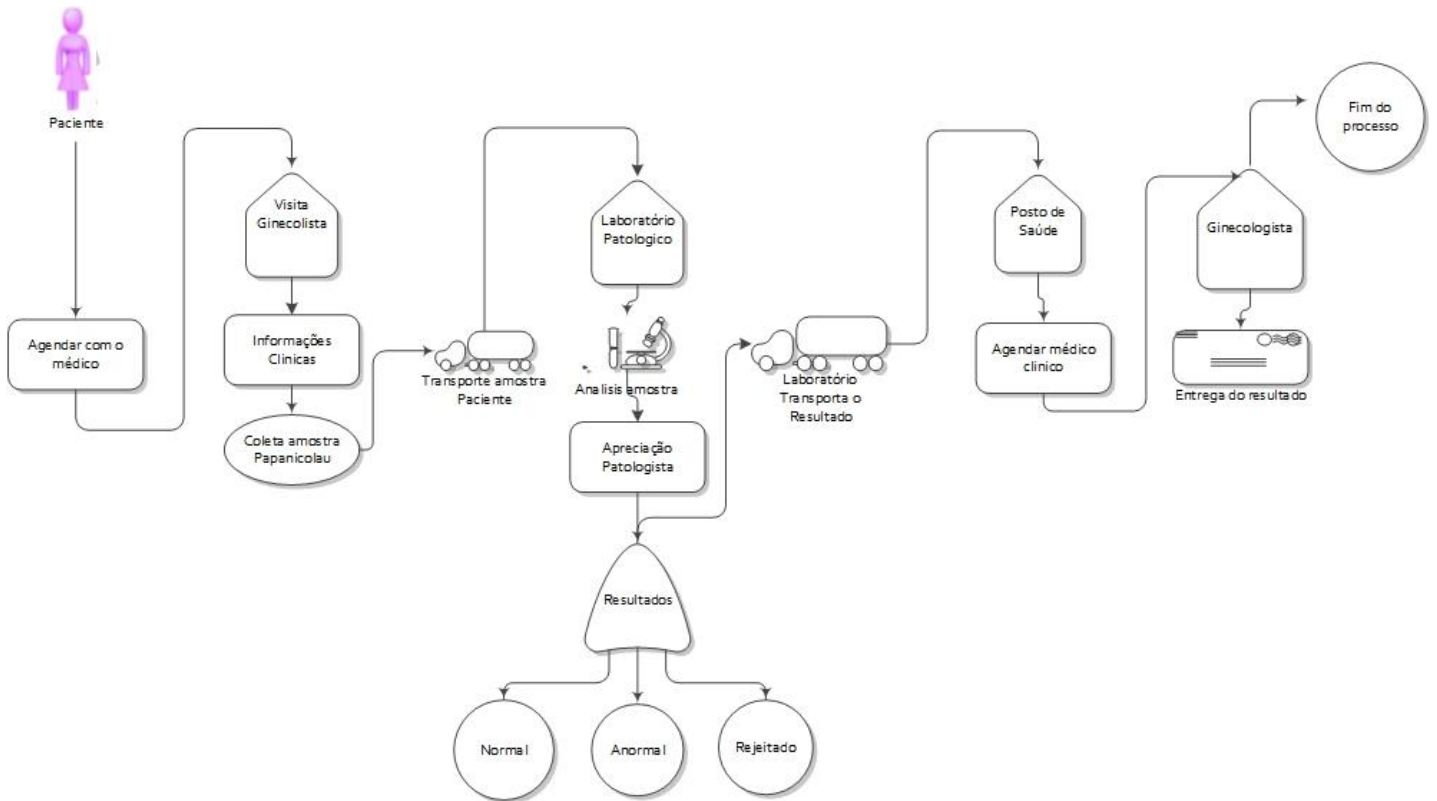 Paciente
Agendar com o
médico
Visita
Ginecolista
Informações
Clinicas
Coleta amostra
Papanicolau
Transporte amostra
Paciente
Laboratório
Patologico
Analisis amostra
Apreciação
Patologista
Resultados
Normal
Anormal
Rejeitado
Laboratório
Transporta o
Resultado
Posto de
Saúde
Agendar médico
clinico
Ginecologista
Entrega do resultado
Fim do
processo